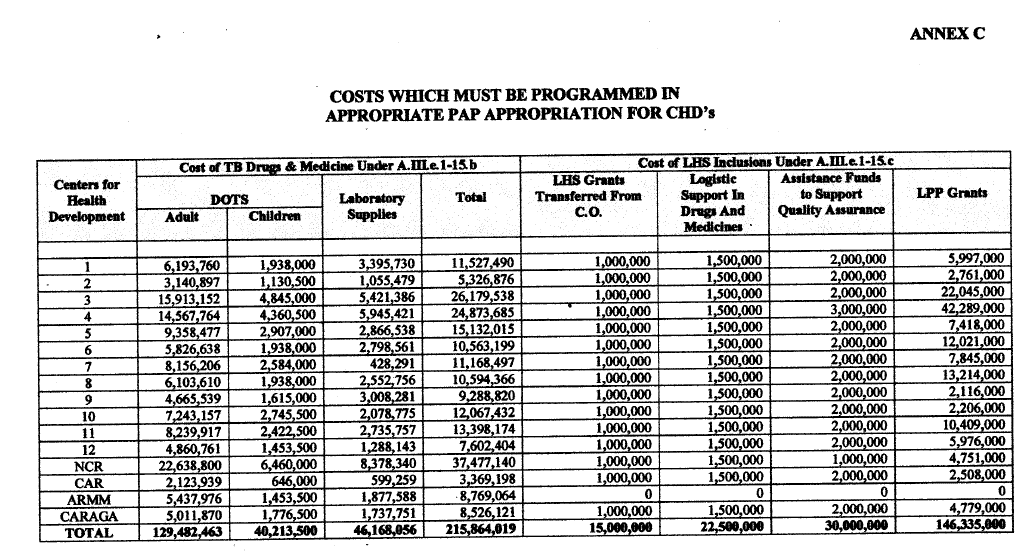 ANNEX C
COSTS WHICH MUST BE PROGRAMMED IN
APPROPRIATE PAP APPROPRIATION FOR CHD's
Cost of TB Drugs & Medicine Under A.III.e.1-15.b Cost of LHS Inclusions Under A.III.e.1-15.c
Centers for Health Development DOTS Adult Children Laboratory Supplies Total LHS Grants Transferred From C.O. Logistic Support In Drugs And Medicines Assistance Funds to Support Quality Assurance LPP Grants
1 6,193,760 1,938,000 3,395,730 11,527,490 1,000,000 1,500,000 2,000,000 5,997,000
2 3,140,897 1,130,500 1,055,479 5,326,876 1,000,000 1,500,000 2,000,000 2,761,000
3 15,913,152 4,845,000 5,421,386 26,179,538 1,000,000 1,500,000 2,000,000 22,045,000
4 14,567,764 4,360,500 5,945,421 24,873,685 1,000,000 1,500,000 3,000,000 42,289,000
5 9,358,477 2,907,000 2,866,538 15,132,015 1,000,000 1,500,000 2,000,000 7,418,000
6 5,826,638 1,938,000 2,798,561 10,563,199 1,000,000 1,500,000 2,000,000 12,021,000
7 8,156,206 2,584,000 428,291 11,168,497 1,000,000 1,500,000 2,000,000 7,845,000
8 6,103,610 1,938,000 2,552,756 10,594,366 1,000,000 1,500,000 2,000,000 13,214,000
9 4,665,539 1,615,000 3,008,281 9,288,820 1,000,000 1,500,000 2,000,000 2,116,000
10 7,243,157 2,745,500 2,078,775 12,067,432 1,000,000 1,500,000 2,000,000 2,206,000
11 8,239,917 2,422,500 2,735,757 13,398,174 1,000,000 1,500,000 2,000,000 10,409,000
12 4,860,761 1,453,500 1,288,143 7,602,404 1,000,000 1,500,000 2,000,000 5,976,000
NCR 22,638,800 6,460,000 8,378,340 37,477,140 1,000,000 1,500,000 1,000,000 4,751,000
CAR 2,123,939 646,000 599,259 3,369,198 1,000,000 1,500,000 2,000,000 2,508,000
ARMM 5,437,976 1,453,500 1,877,588 8,769,064 0 0 0 0
CARAGA 5,011,870 1,776,500 1,737,751 8,526,121 1,000,000 1,500,000 2,000,000 4,779,000
TOTAL 129,482,463 40,213,500 46,168,056 215,864,019 15,000,000 22,500,000 30,000,000 146,335,000